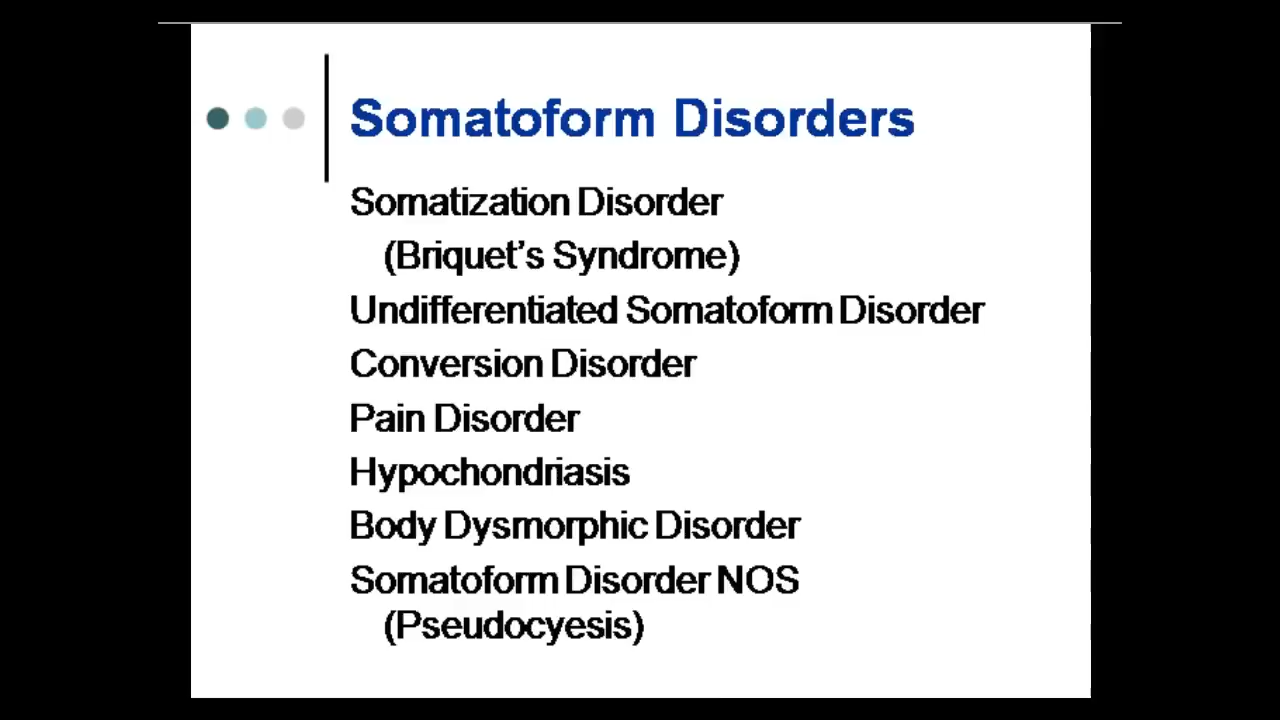 Somatoform Disorders
Somatization Disorder
(Briquet’s Syndrome)
Undifferentiated Somatoform Disorder
Conversion Disorder
Pain Disorder
Hypochondriasis
Body Dysmorphic Disorder
Somatoform Disorder NOS
(Pseudocyesis)